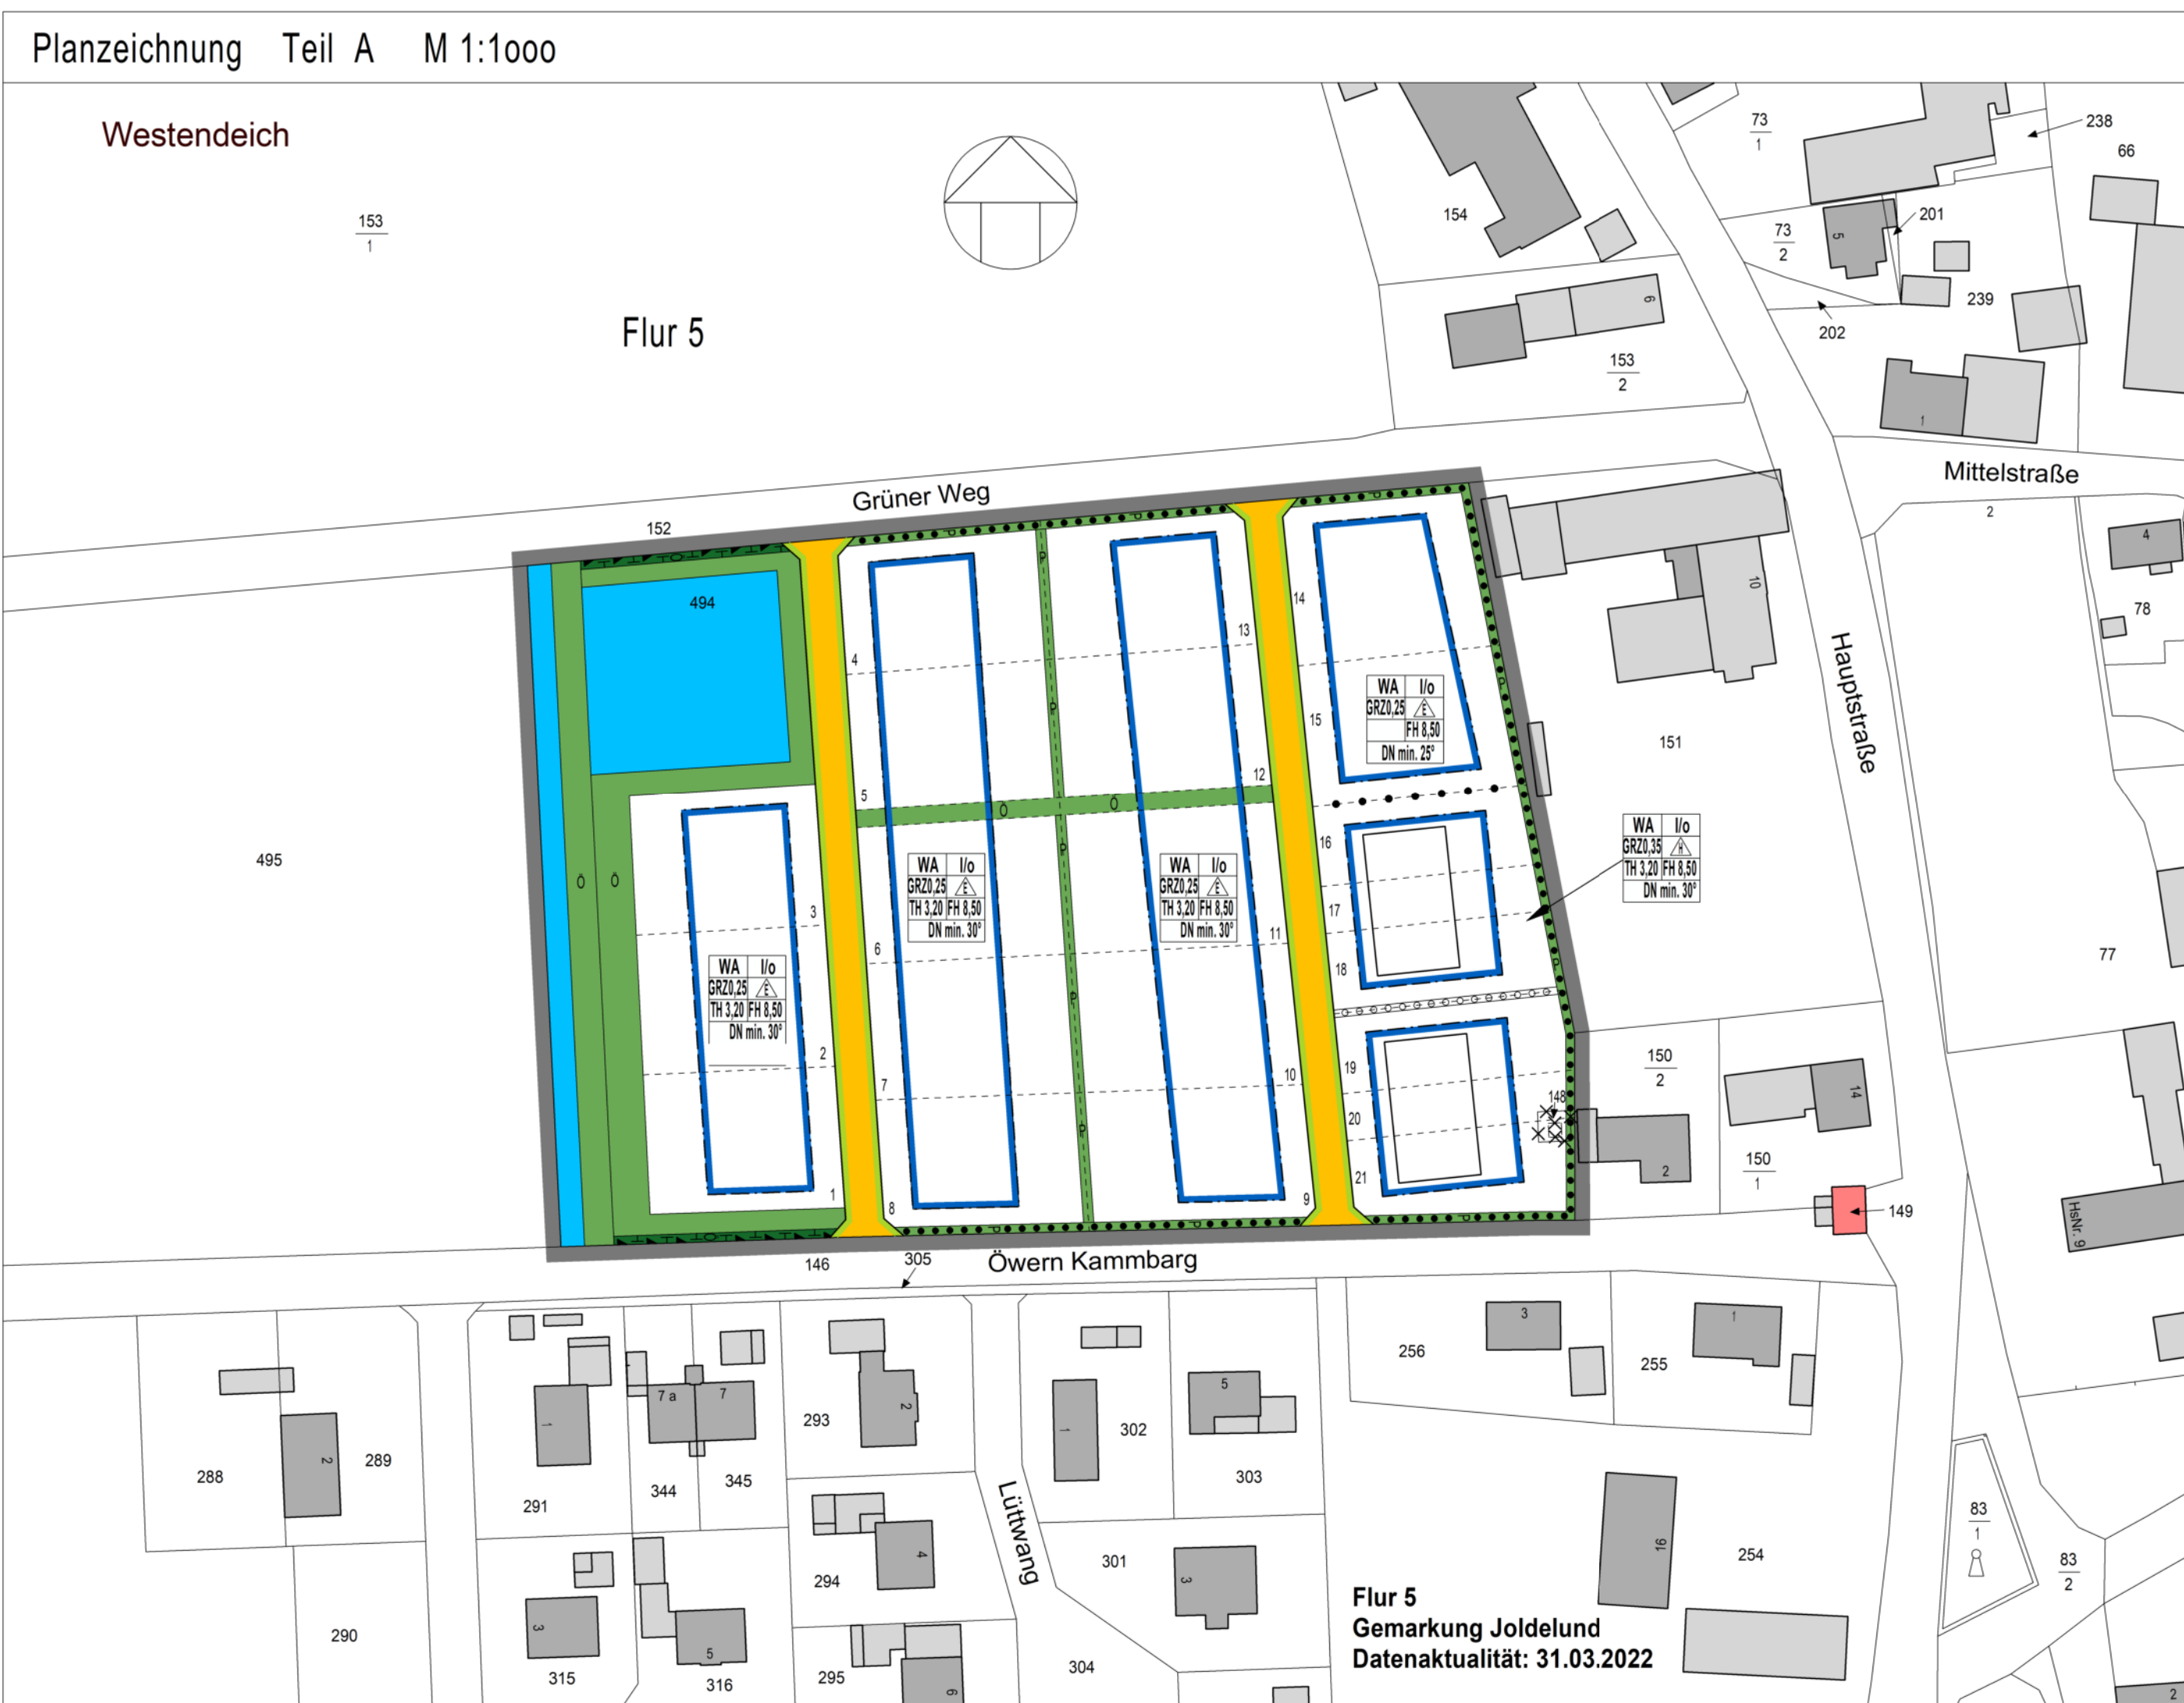 Planzeichnung Teil A M 1:1ooo
Westendeich
153
1
Flur 5
154
73
1
238
66
73
2
5
201
239
202
6
153
2
1
Mittelstraße
2
4
78
Grüner Weg
152
494
4
13
14
10
Hauptstraße
WA I/o
GRZ0,25 E
FH 8,50
DN min. 25°
15
151
12
5
Ö
Ö
495
Ö
Ö
16
WA I/o
GRZ0,35 H
TH 3,20 FH 8,50
DN min. 30°
WA I/o
GRZ0,25 E
TH 3,20 FH 8,50
DN min. 30°
WA I/o
GRZ0,25 E
TH 3,20 FH 8,50
DN min. 30°
3
17
11
6
18
77
WA I/o
GRZ0,25 E
TH 3,20 FH 8,50
DN min. 30°
2
7
10
19
20
148
150
2
14
2
150
1
21
1
8
9
149
HsNr. 9
146
305
Öwern Kammbarg
288
2
289
1
291
7 a
7
344
345
293
2
1
302
5
303
256
3
255
1
Lüttwang
294
4
301
3
16
254
83
1
83
2
290
3
315
5
316
295
6
304
Flur 5
Gemarkung Joldelund
Datenaktualität: 31.03.2022
2